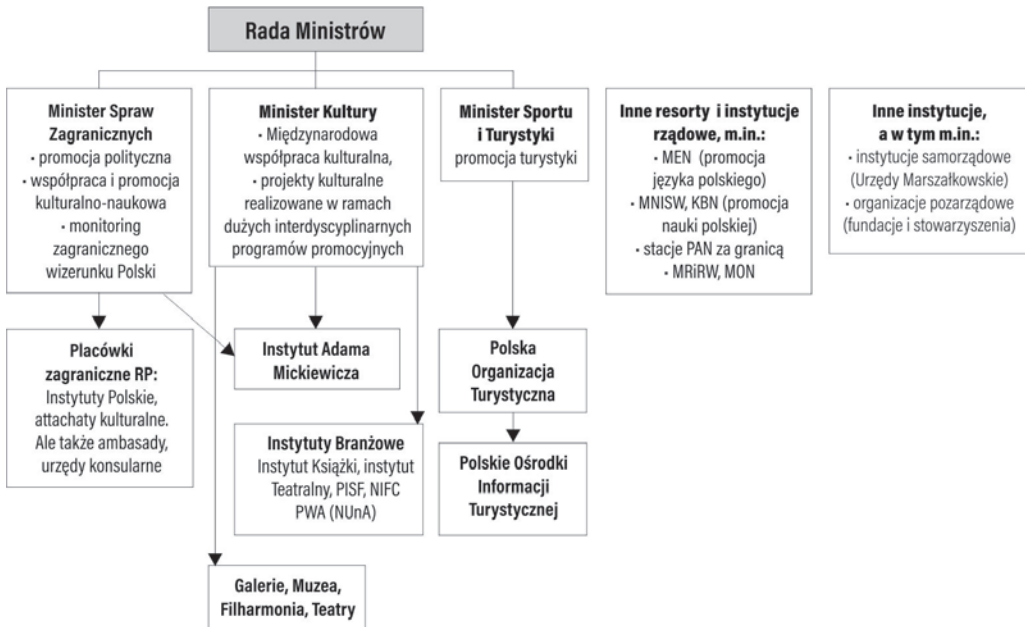 Rada Ministrów
Minister Spraw
Zagranicznych
• promocja polityczna
• współpraca i promocja
kulturalno-naukowa
• monitoring
zagranicznego
wizerunku Polski
Minister Kultury
• Międzynarodowa
współpraca kulturalna,
• projekty kulturalne
realizowane w ramach
dużych interdyscyplinarnych
programów promocyjnych
Minister Sportu
i Turystyki
promocja turystyki
Inne resorty i instytucje
rządowe, m.in.:
• MEN (promocja
języka polskiego)
• MNISW, KBN (promocja
nauki polskiej)
• stacje PAN za granicą
• MRiRW, MON
Inne instytucje,
a w tym m.in.:
• instytucje samorządowe
(Urzędy Marszałkowskie)
• organizacje pozarządowe
(fundacje i stowarzyszenia)
Placówki
zagraniczne RP:
Instytuty Polskie,
attachaty kulturalne.
Ale także ambasady,
urzędy konsularne
Instytut Adama
Mickiewicza
Polska
Organizacja
Turystyczna
Instytuty Branżowe
Instytut Książki, instytut
Teatralny, PISF, NIFC
PWA (NUnA)
Polskie Ośrodki
Informacji
Turystycznej
Galerie, Muzea,
Filharmonia, Teatry